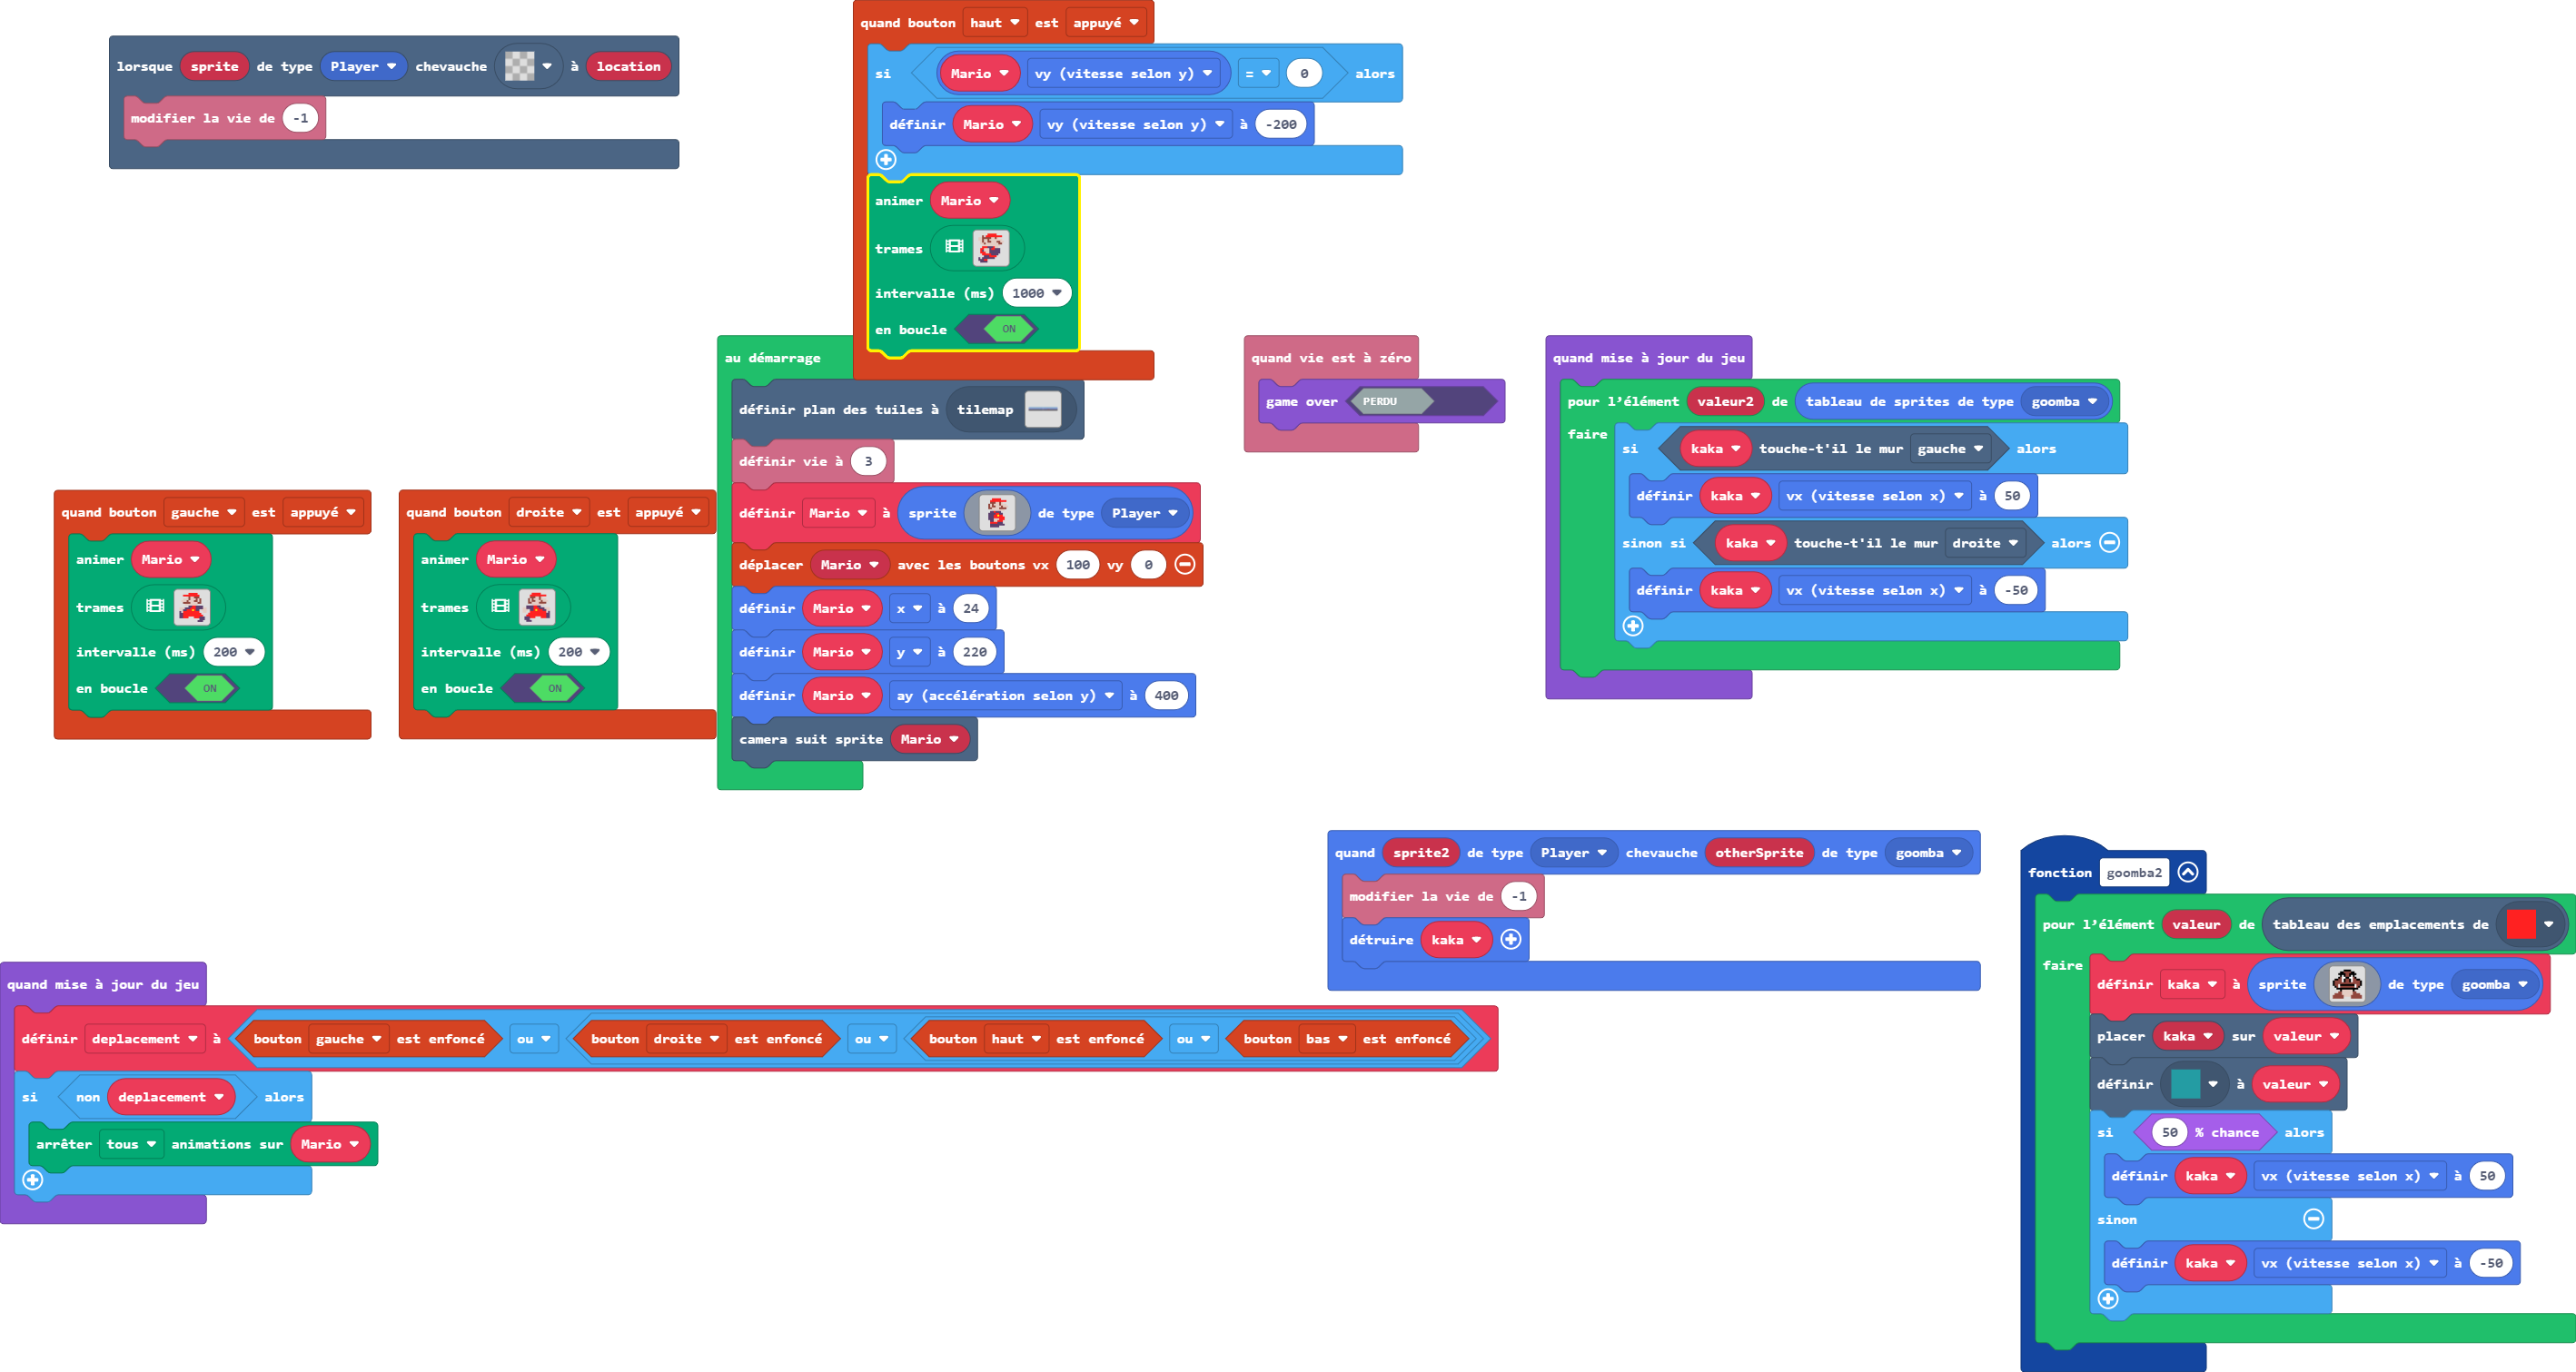 lorsque sprite de type Player chevauche à location
modifier la vie de -1
quand bouton haut est appuyé
si Mario vy (vitesse selon y) = 0 alors
définir Mario vy (vitesse selon y) à -200
animer Mario
trames
intervalle (ms) 1000
en boucle ON
quand bouton gauche est appuyé
animer Mario
trames
intervalle (ms) 200
en boucle ON
quand bouton droite est appuyé
animer Mario
trames
intervalle (ms) 200
en boucle ON
au démarrage
définir plan des tuiles à tilemap
définir vie à 3
définir Mario à sprite de type Player
déplacer Mario avec les boutons vx 100 vy 0
définir Mario x à 24
définir Mario y à 220
définir Mario ay (accélération selon y) à 400
camera suit sprite Mario
quand vie est à zéro
game over PERDU
quand mise à jour du jeu
pour l'élément valeur2 de tableau de sprites de type goomba
faire
si kaka touche-t'il le mur gauche alors
définir kaka vx (vitesse selon x) à 50
sinon si kaka touche-t'il le mur droite alors
définir kaka vx (vitesse selon x) à -50
quand sprite2 de type Player chevauche otherSprite de type goomba
modifier la vie de -1
détruire kaka
fonction goomba2
pour l'élément valeur de tableau des emplacements de
faire
définir kaka à sprite de type goomba
placer kaka sur valeur
définir à valeur
si 50 % chance alors
définir kaka vx (vitesse selon x) à 50
sinon
définir kaka vx (vitesse selon x) à -50
quand mise à jour du jeu
définir deplacement à bouton gauche est enfoncé ou bouton droite est enfoncé ou bouton haut est enfoncé ou bouton bas est enfoncé
si non deplacement alors
arrêter tous animations sur Mario